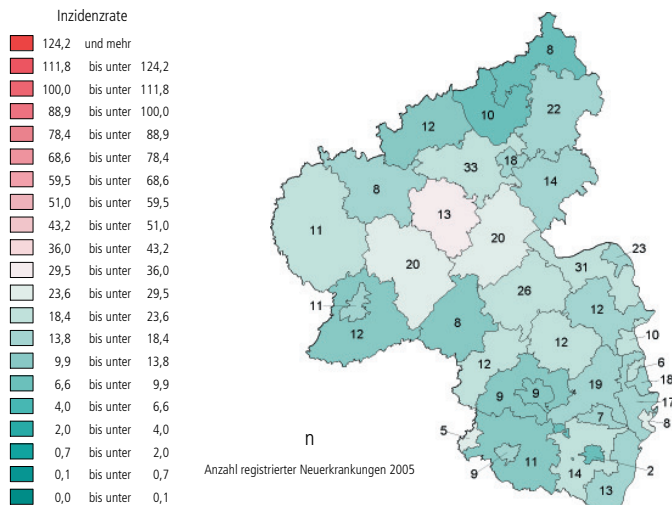 Inzidenzrate
124,2 und mehr
111,8 bis unter 124,2
100,0 bis unter 111,8
88,9 bis unter 100,0
78,4 bis unter 88,9
68,6 bis unter 78,4
59,5 bis unter 68,6
51,0 bis unter 59,5
43,2 bis unter 51,0
36,0 bis unter 43,2
29,5 bis unter 36,0
23,6 bis unter 29,5
18,4 bis unter 23,6
13,8 bis unter 18,4
9,9 bis unter 13,8
6,6 bis unter 9,9
4,0 bis unter 6,6
2,0 bis unter 4,0
0,7 bis unter 2,0
0,1 bis unter 0,7
0,0 bis unter 0,1
n
Anzahl registrierter Neuerkrankungen 2005
8
10
22
12
33
18
8
14
13
11
20
20
23
31
26
11
12
12
8
10
12
12
6
18
19
9
9
17
7
8
5
9
11
14
2
13